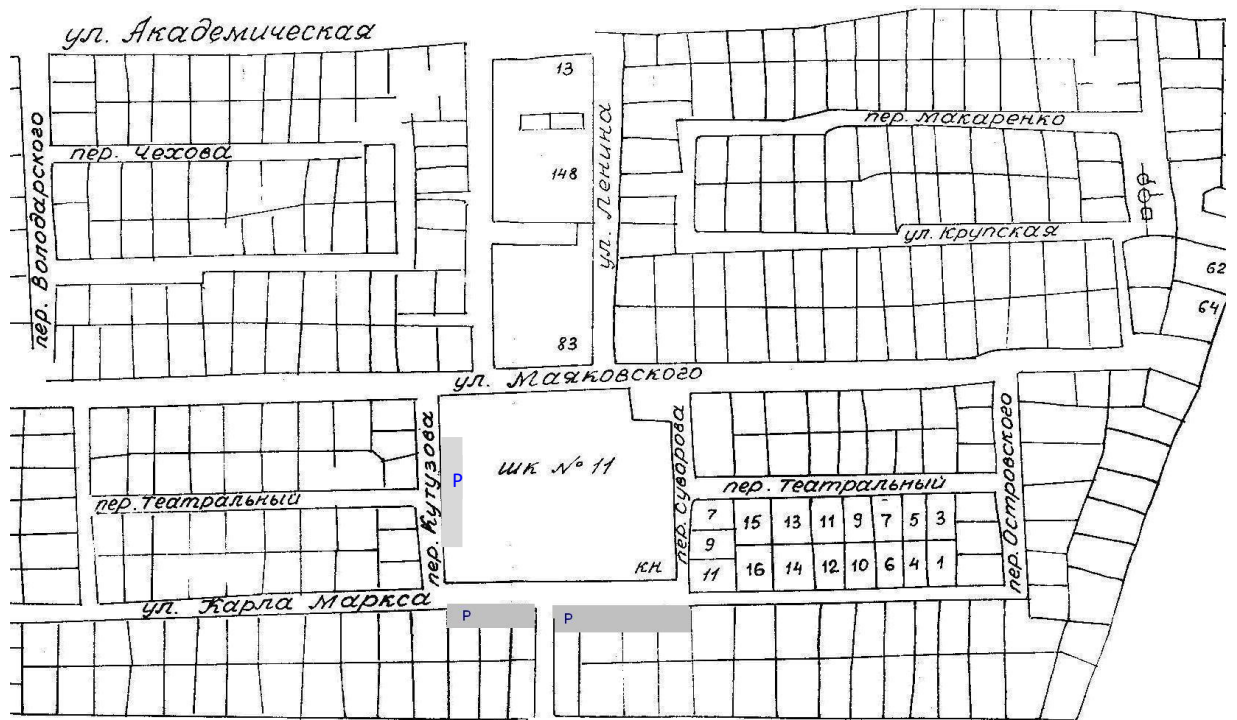 ул. Академическая
13
148
ул. Ленина
пер. Макаренко
пер. Чехова
пер. Володарского
ул. Крупская
62
64
83
ул. Маяковского
пер. Кутузова
P
шк № 11
кн
пер. Суворова
пер. Островского
пер. Театральный
пер. Театральный
7
9
11
15 13 11 9 7 5 3
16 14 12 10 6 4 1
ул. Карла Маркса
P
P